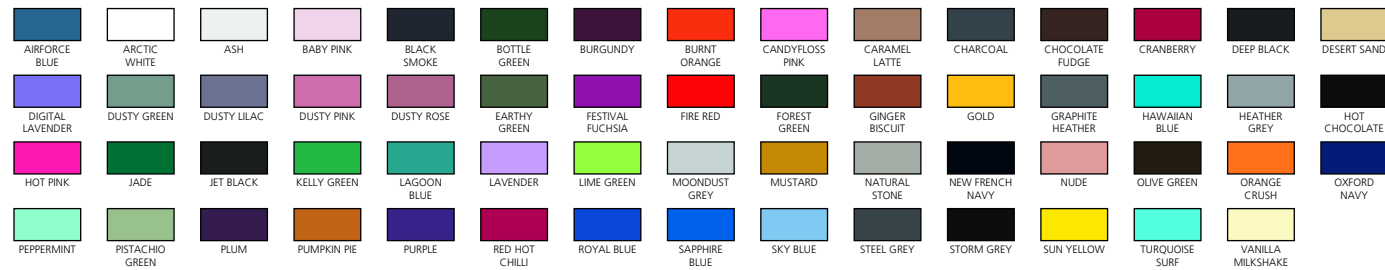 AIRFORCE BLUE
ARCTIC WHITE
ASH
BABY PINK
BLACK SMOKE
BOTTLE GREEN
BURGUNDY
BURNT ORANGE
CANDYFLOSS PINK
CARAMEL LATTE
CHARCOAL
CHOCOLATE FUDGE
CRANBERRY
DEEP BLACK
DESERT SAND
DIGITAL LAVENDER
DUSTY GREEN
DUSTY LILAC
DUSTY PINK
DUSTY ROSE
EARTHY GREEN
FESTIVAL FUCHSIA
FIRE RED
FOREST GREEN
GINGER BISCUIT
GOLD
GRAPHITE HEATHER
HAWAIIAN BLUE
HEATHER GREY
HOT CHOCOLATE
HOT PINK
JADE
JET BLACK
KELLY GREEN
LAGOON BLUE
LAVENDER
LIME GREEN
MOONDUST GREY
MUSTARD
NATURAL STONE
NEW FRENCH NAVY
NUDE
OLIVE GREEN
ORANGE CRUSH
OXFORD NAVY
PEPPERMINT
PISTACHIO GREEN
PLUM
PUMPKIN PIE
PURPLE
RED HOT CHILLI
ROYAL BLUE
SAPPHIRE BLUE
SKY BLUE
STEEL GREY
STORM GREY
SUN YELLOW
TURQUOISE SURF
VANILLA MILKSHAKE